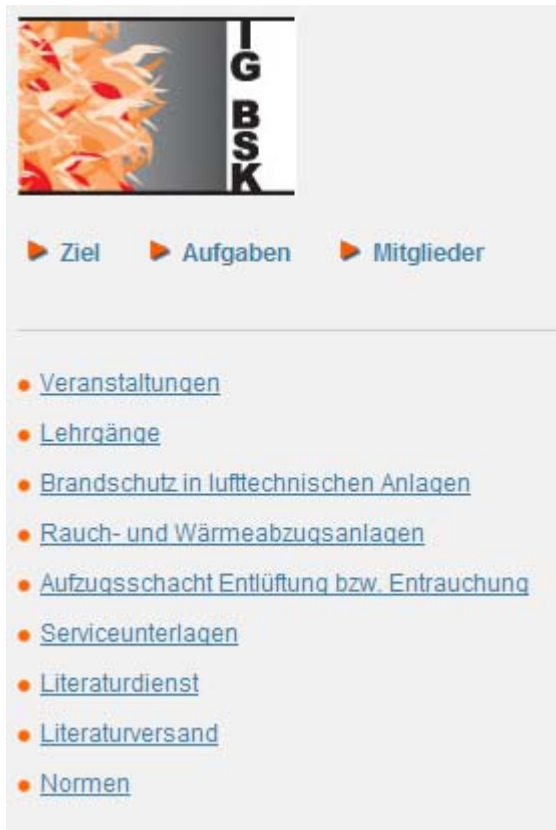 IG BSK
Ziel Aufgaben Mitglieder
Veranstaltungen
Lehrgänge
Brandschutz in lufttechnischen Anlagen
Rauch- und Wärmeabzugsanlagen
Aufzugsschacht Entlüftung bzw. Entrauchung
Serviceunterlagen
Literaturdienst
Literaturversand
Normen